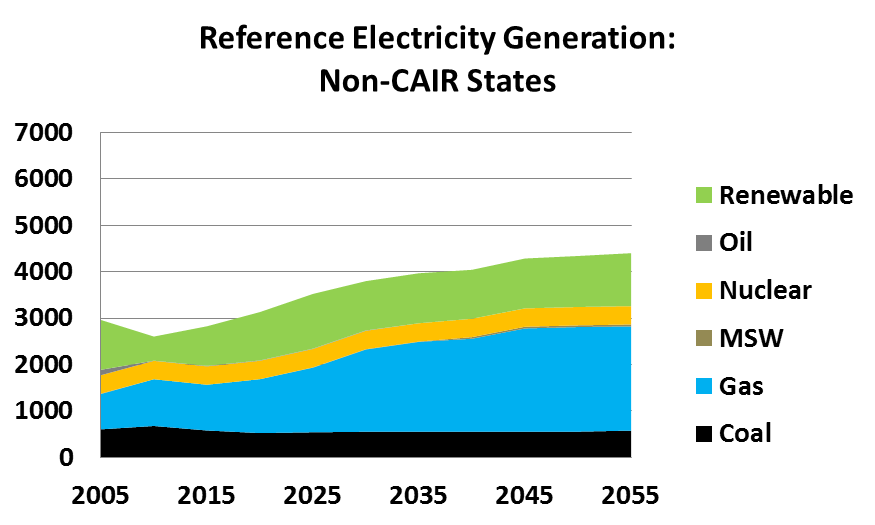 Reference Electricity Generation:
Non-CAIR States
7000
6000
5000
4000
3000
2000
1000
0
2005 2015 2025 2035 2045 2055
Renewable
Oil
Nuclear
MSW
Gas
Coal